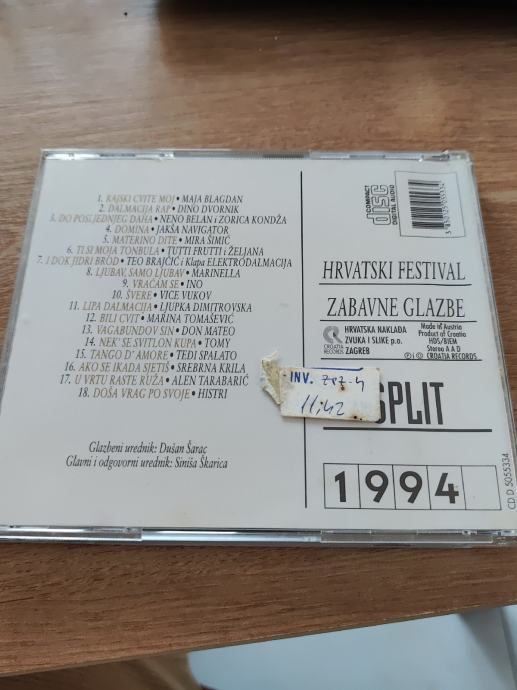 1. RAJSKI CVITE MOJ • MAJA BLAGDAN
2. DALMACIJA RAP • DINO DVORNIK
3. DO POSLJEDNJEG DAHA • NENO BELAN i ZORICA KONDŽA
4. DOMINA • JAKŠA NAVIGATOR
5. MATERINO DITE • MIRA ŠIMIĆ
6. TI SI MOJA TONBULA • TUTTI FRUTTI i ŽELJANA
7. I DOK JIDRI BROD • TEO BRAJČIĆ i Klapa ELEKTRODALMACIJA
8. LJUBAV, SAMO LJUBAV • MARINELLA
9. VRAĆAM SE • INO
10. ŠVERE • VICE VUKOV
11. LIPA DALMACIJA • LJUPKA DIMITROVSKA
12. BILI CVIT • MARINA TOMAŠEVIĆ
13. VAGABUNDOV SIN • DON MATEO
14. NEK' SE SVITLON KUPA • TOMY
15. TANGO D' AMORE • TEDI SPALATO
16. AKO SE IKADA SJETIŠ • SREBRNA KRILA
17. U VRTU RASTE RUŽA • ALEN TARABARIĆ
18. DOŠA VRAG PO SVOJE • HISTRI
Glazbeni urednik: Dušan Šarac
Glavni i odgovorni urednik: Siniša Škarica
COMPACT
disc
DIGITAL AUDIO
HRVATSKI FESTIVAL
ZABAVNE GLAZBE
CROATIA RECORDS
HRVATSKA NAKLADA
ZVUKA I SLIKE p.o.
ZAGREB
Made in Austria
Product of Croatia
HDS/BIEM
Stereo A A D
℗ © CROATIA RECORDS
INV.
11,42
SPLIT
1994
CD D 5055334